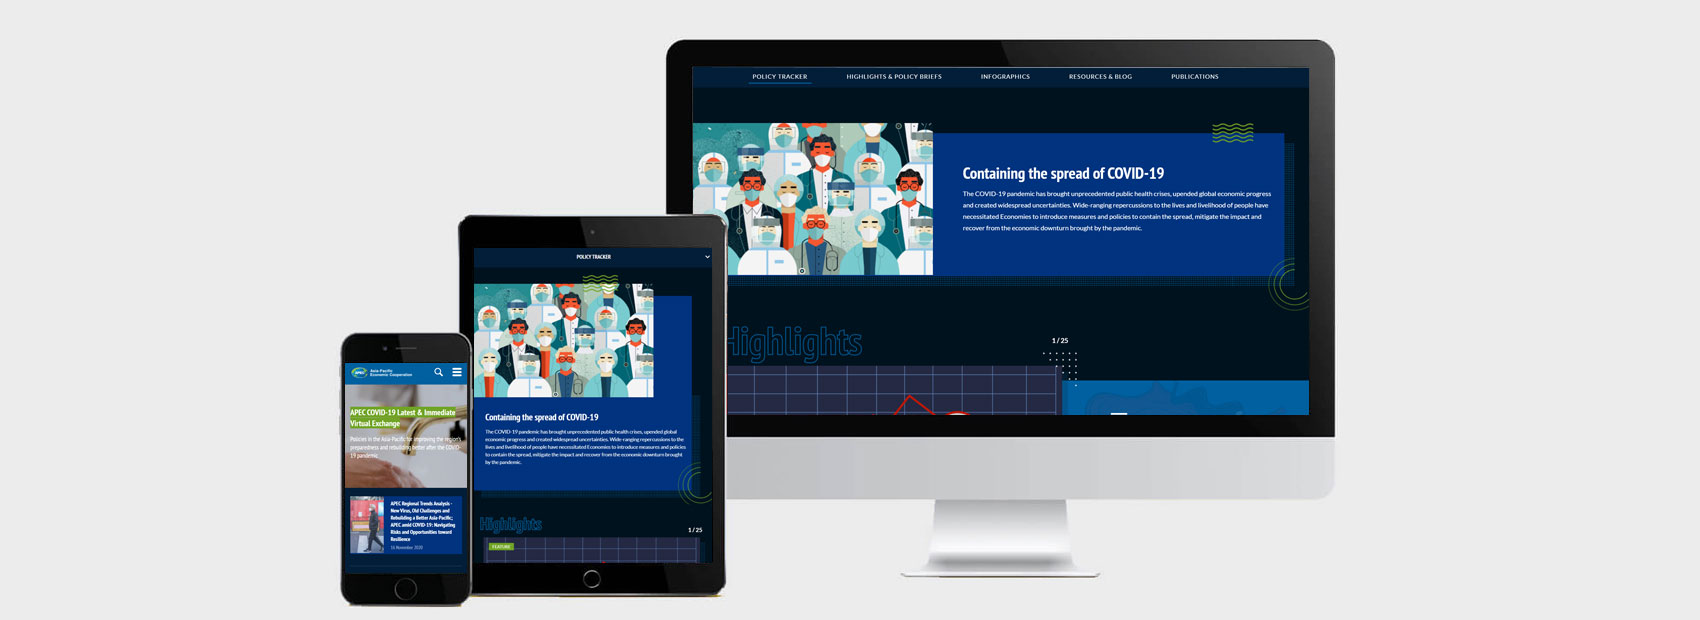 POLICY TRACKER HIGHLIGHTS & POLICY BRIEFS INFOGRAPHICS RESOURCES & BLOG PUBLICATIONS
Containing the spread of COVID-19
The COVID-19 pandemic has brought unprecedented public health crises, upended global economic progress
and created widespread uncertainties. Wide-ranging repercussions to the lives and livelihood of people have
necessitated Economies to introduce measures and policies to contain the spread, mitigate the impact and
recover from the economic downturn brought by the pandemic.
Highlights
1 / 25
POLICY TRACKER
Containing the spread of COVID-19
The COVID-19 pandemic has brought unprecedented public health crises, upended global
economic progress and created widespread uncertainties. Wide-ranging repercussions to the
lives and livelihood of people have necessitated Economies to introduce measures and policies
to contain the spread, mitigate the impact and recover from the economic downturn brought
by the pandemic.
Highlights
1 / 25
FEATURE
APEC
Asia-Pacific
Economic Cooperation
APEC COVID-19 Latest & Immediate
Virtual Exchange
Policies in the Asia-Pacific for improving the region's
preparedness and rebuilding better after the COVID-
19 pandemic
APEC Regional Trends Analysis -
New Virus, Old Challenges and
Rebuilding a Better Asia-Pacific;
APEC amid COVID-19: Navigating
Risks and Opportunities toward
Resilience
16 November 2020